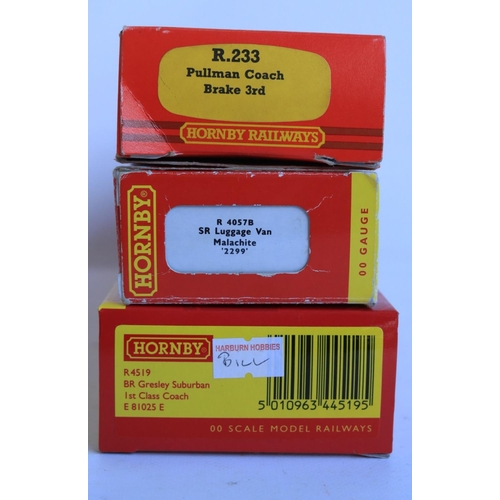 R.233
Pullman Coach
Brake 3rd
HORNBY RAILWAYS
HORNBY®
R 4057B
SR Luggage Van
Malachite
'2299'
00 GAUGE
HORNBY®
R4519
BR Gresley Suburban
1st Class Coach
E 81025 E
HARBURN HOBBIES
BILL
5 010963 445195
00 SCALE MODEL RAILWAYS